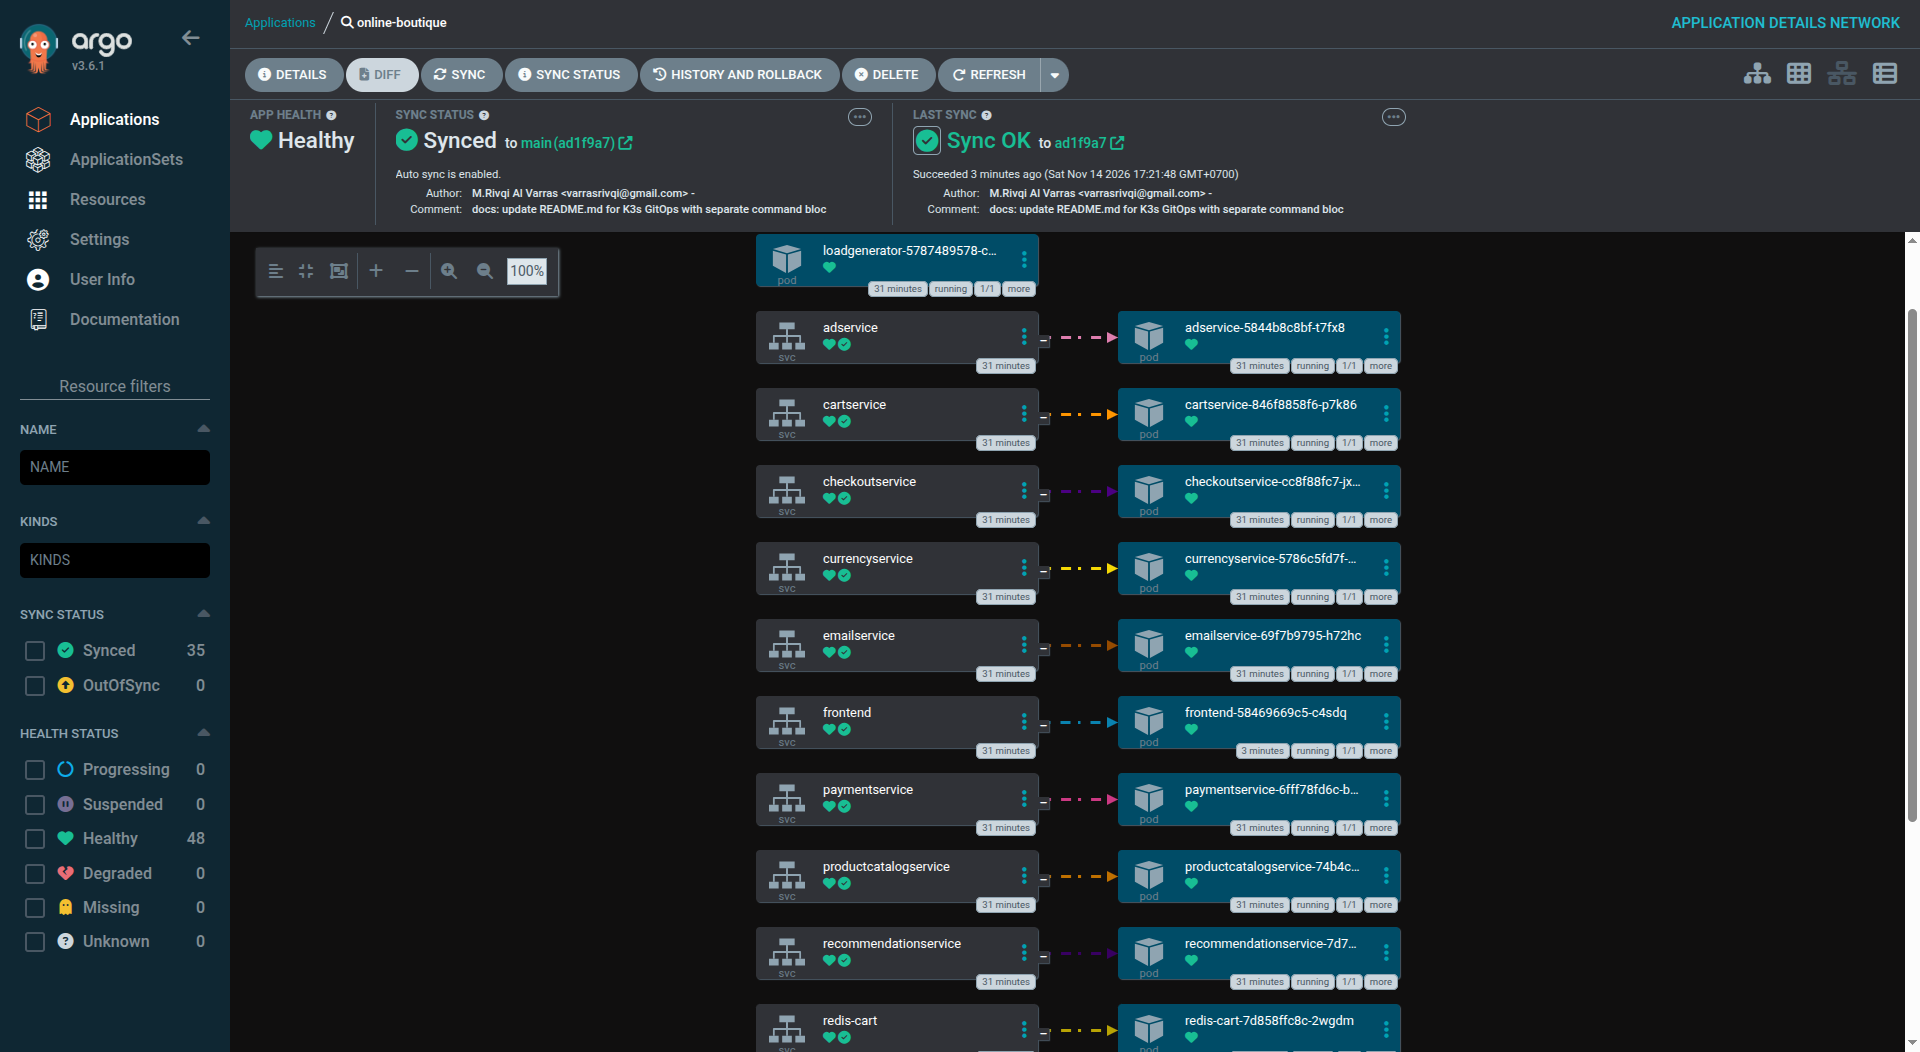 argo
v3.6.1
Applications
ApplicationSets
Resources
Settings
User Info
Documentation
Resource filters
NAME
NAME
KINDS
KINDS
SYNC STATUS
Synced 35
OutOfSync 0
HEALTH STATUS
Progressing 0
Suspended 0
Healthy 48
Degraded 0
Missing 0
Unknown 0
Applications / online-boutique
APPLICATION DETAILS NETWORK
DETAILS DIFF SYNC SYNC STATUS HISTORY AND ROLLBACK DELETE REFRESH
APP HEALTH
Healthy
SYNC STATUS
Synced to main (ad1f9a7)
Auto sync is enabled.
Author: M.Rivqi Al Varras <varrasrivqi@gmail.com> -
Comment: docs: update README.md for K3s GitOps with separate command bloc
LAST SYNC
Sync OK to ad1f9a7
Succeeded 3 minutes ago (Sat Nov 14 2026 17:21:48 GMT+0700)
Author: M.Rivqi Al Varras <varrasrivqi@gmail.com> -
Comment: docs: update README.md for K3s GitOps with separate command bloc
100%
loadgenerator-5787489578-c...
pod
31 minutes running 1/1 more
adservice
svc
31 minutes
adservice-5844b8c8bf-t7fx8
pod
31 minutes running 1/1 more
cartservice
svc
31 minutes
cartservice-846f8858f6-p7k86
pod
31 minutes running 1/1 more
checkoutservice
svc
31 minutes
checkoutservice-cc8f88fc7-jx...
pod
31 minutes running 1/1 more
currencyservice
svc
31 minutes
currencyservice-5786c5fd7f-...
pod
31 minutes running 1/1 more
emailservice
svc
31 minutes
emailservice-69f7b9795-h72hc
pod
31 minutes running 1/1 more
frontend
svc
31 minutes
frontend-58469669c5-c4sdq
pod
3 minutes running 1/1 more
paymentservice
svc
31 minutes
paymentservice-6fff78fd6c-b...
pod
31 minutes running 1/1 more
productcatalogservice
svc
31 minutes
productcatalogservice-74b4c...
pod
31 minutes running 1/1 more
recommendationservice
svc
31 minutes
recommendationservice-7d7...
pod
31 minutes running 1/1 more
redis-cart
svc
redis-cart-7d858ffc8c-2wgdm
pod